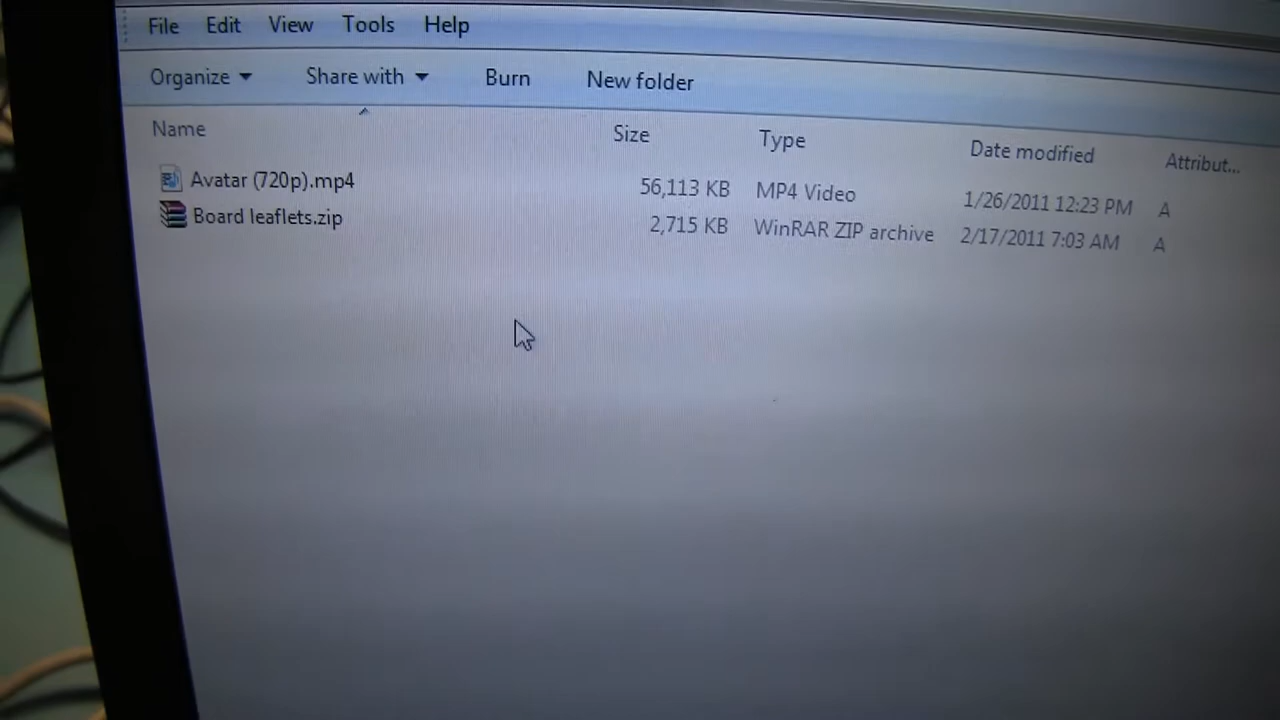 File Edit View Tools Help
Organize Share with Burn New folder
Name Size Type Date modified Attribut...
Avatar (720p).mp4 56,113 KB MP4 Video 1/26/2011 12:23 PM A
Board leaflets.zip 2,715 KB WinRAR ZIP archive 2/17/2011 7:03 AM A